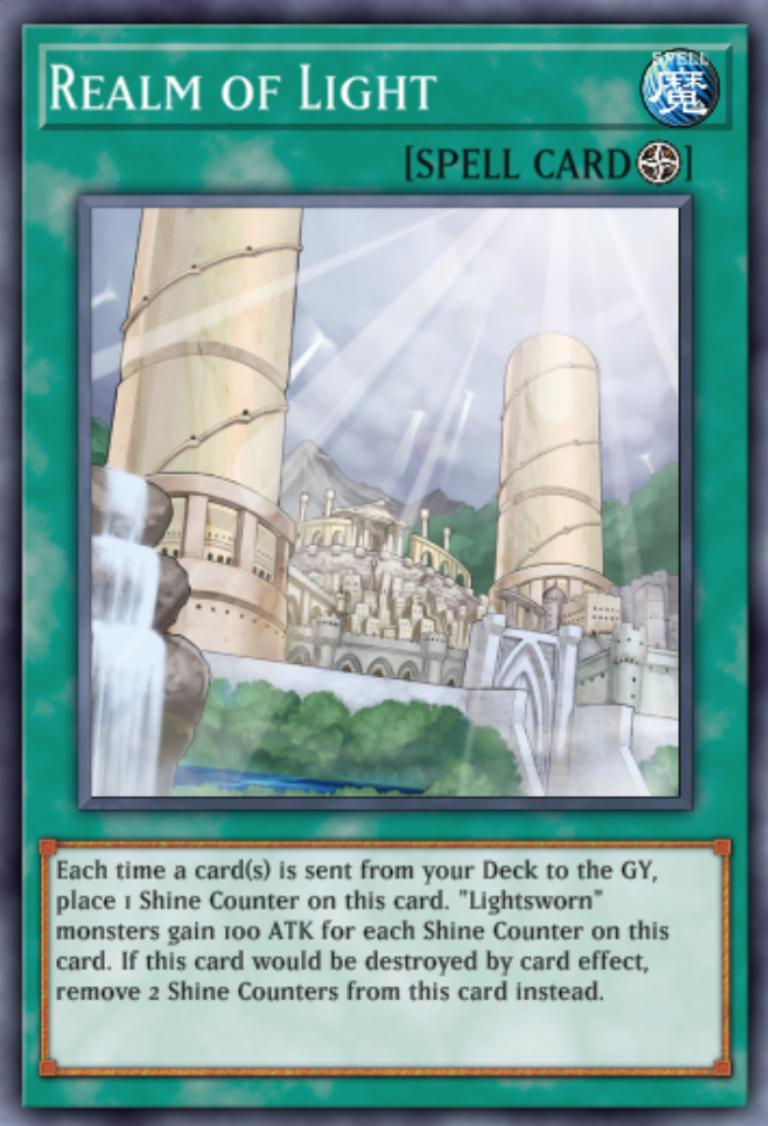 REALM OF LIGHT
SPELL
魔
[SPELL CARD]
Each time a card(s) is sent from your Deck to the GY,
place 1 Shine Counter on this card. "Lightsworn"
monsters gain 100 ATK for each Shine Counter on this
card. If this card would be destroyed by card effect,
remove 2 Shine Counters from this card instead.